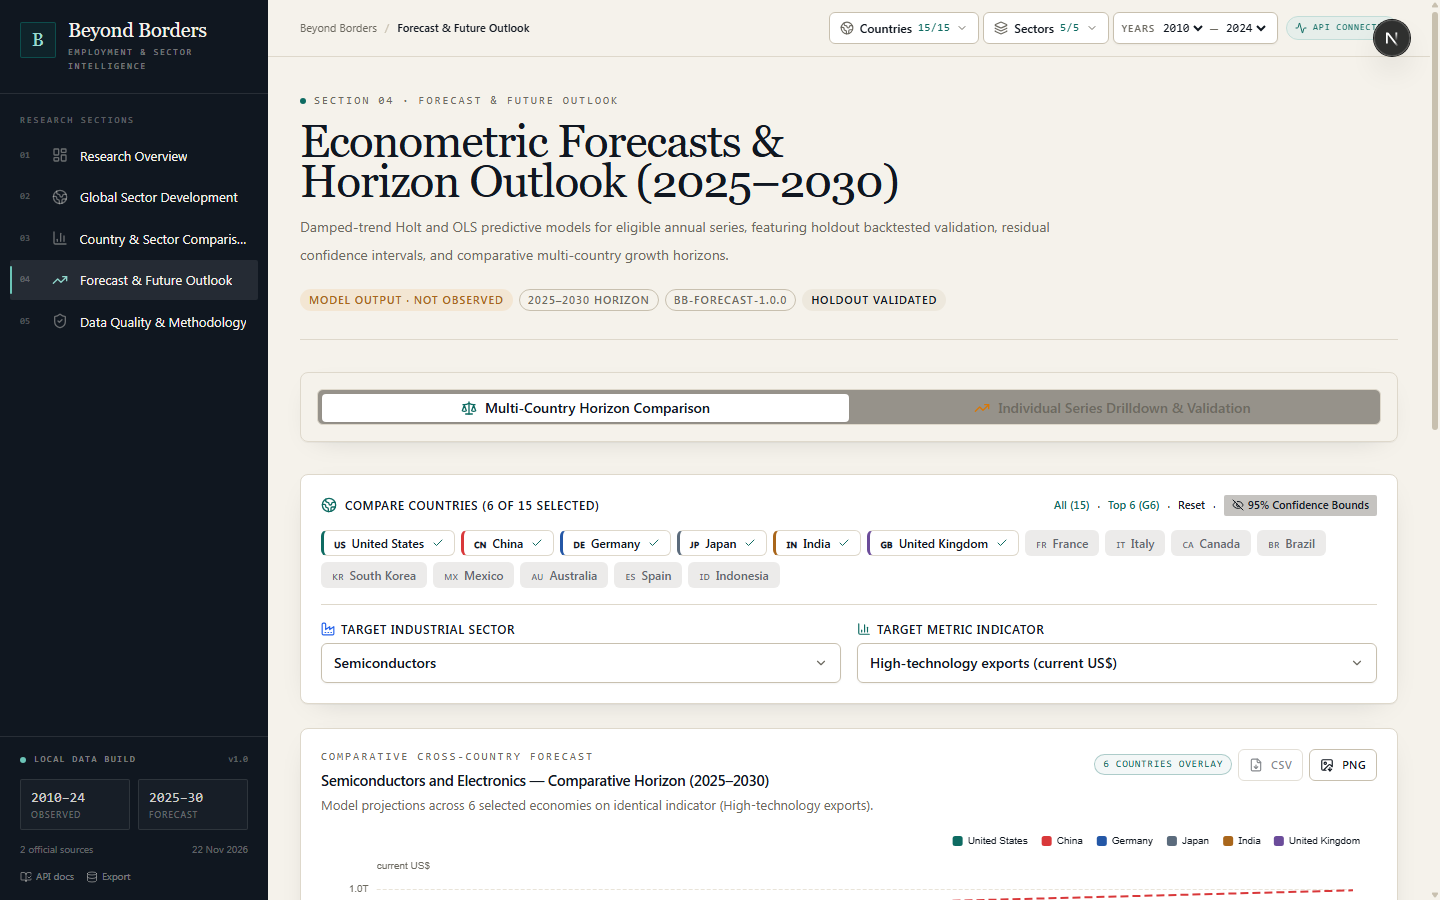 B
Beyond Borders
EMPLOYMENT & SECTOR
INTELLIGENCE
RESEARCH SECTIONS
01 Research Overview
02 Global Sector Development
03 Country & Sector Comparis...
04 Forecast & Future Outlook
05 Data Quality & Methodology
LOCAL DATA BUILD v1.0
2010–24
OBSERVED
2025–30
FORECAST
2 official sources 22 Nov 2026
API docs Export
Beyond Borders / Forecast & Future Outlook
Countries 15/15
Sectors 5/5
YEARS 2010 — 2024
API CONNECT
N
SECTION 04 · FORECAST & FUTURE OUTLOOK
Econometric Forecasts &
Horizon Outlook (2025–2030)
Damped-trend Holt and OLS predictive models for eligible annual series, featuring holdout backtested validation, residual
confidence intervals, and comparative multi-country growth horizons.
MODEL OUTPUT · NOT OBSERVED
2025–2030 HORIZON
BB-FORECAST-1.0.0
HOLDOUT VALIDATED
Multi-Country Horizon Comparison
Individual Series Drilldown & Validation
COMPARE COUNTRIES (6 OF 15 SELECTED)
All (15) · Top 6 (G6) · Reset · 95% Confidence Bounds
US United States ✓ CN China ✓ DE Germany ✓ JP Japan ✓ IN India ✓ GB United Kingdom ✓ FR France IT Italy CA Canada BR Brazil
KR South Korea MX Mexico AU Australia ES Spain ID Indonesia
TARGET INDUSTRIAL SECTOR
Semiconductors
TARGET METRIC INDICATOR
High-technology exports (current US$)
COMPARATIVE CROSS-COUNTRY FORECAST
Semiconductors and Electronics — Comparative Horizon (2025–2030)
Model projections across 6 selected economies on identical indicator (High-technology exports).
6 COUNTRIES OVERLAY
CSV
PNG
United States China Germany Japan India United Kingdom
current US$
1.0T